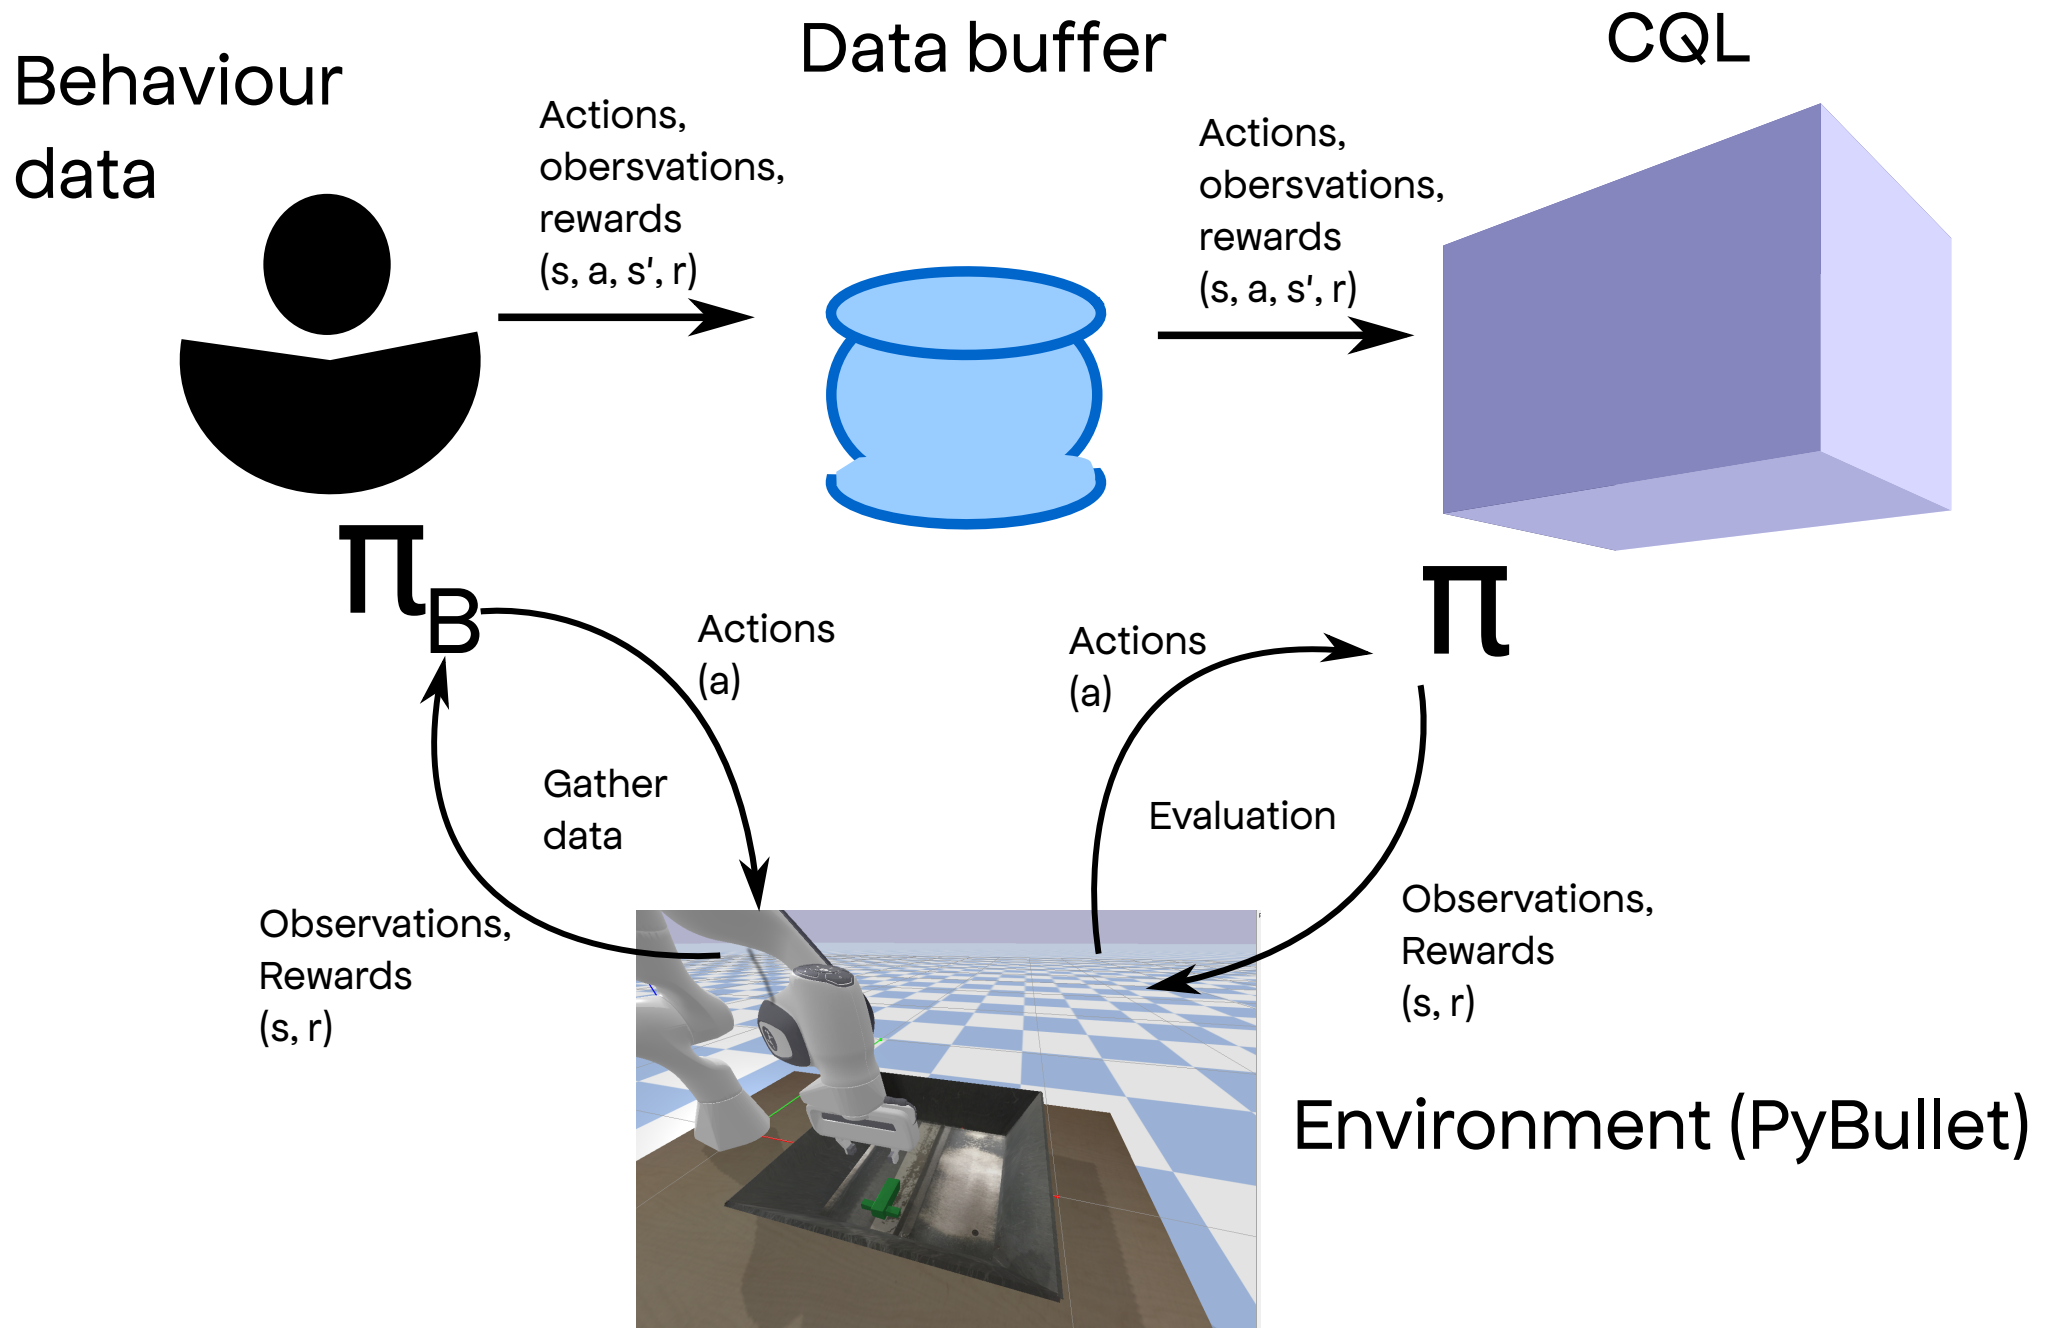 Behaviour
data
Data buffer
CQL
Actions,
obersvations,
rewards
(s, a, s', r)
Actions,
obersvations,
rewards
(s, a, s', r)
π
B
π
Actions
(a)
Actions
(a)
Gather
data
Evaluation
Observations,
Rewards
(s, r)
Observations,
Rewards
(s, r)
Environment (PyBullet)